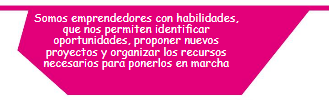 Somos emprendedores con habilidades,
que nos permiten identificar
oportunidades, proponer nuevos
proyectos y organizar los recursos
necesarios para ponerlos en marcha